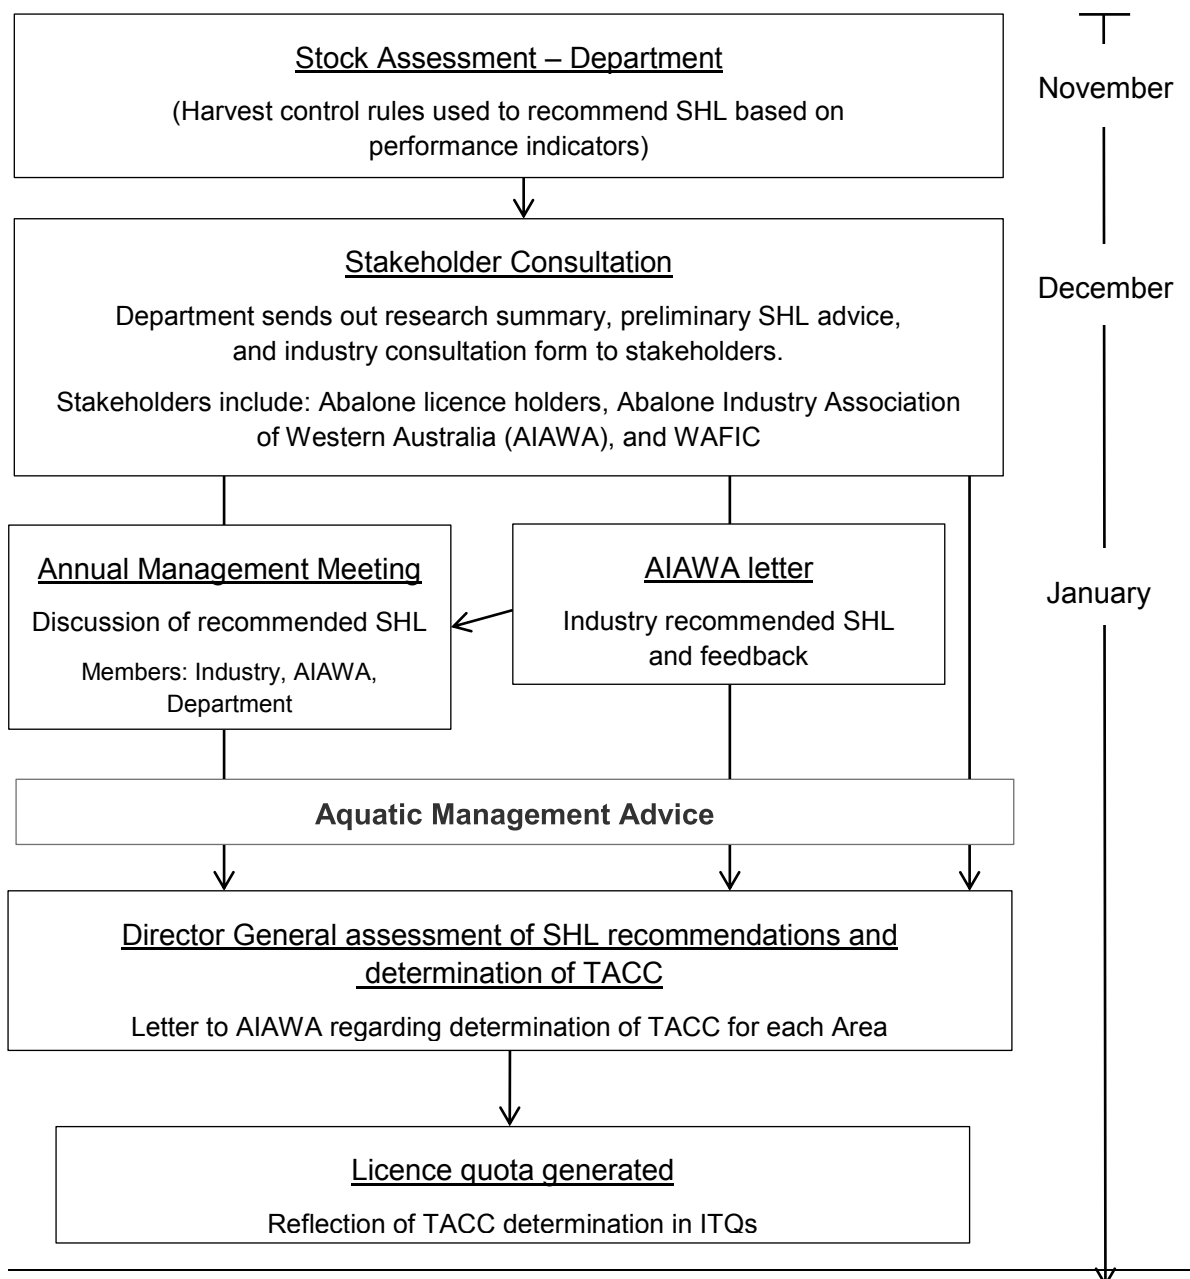 Stock Assessment – Department
(Harvest control rules used to recommend SHL based on
performance indicators)
November
Stakeholder Consultation
Department sends out research summary, preliminary SHL advice,
and industry consultation form to stakeholders.
Stakeholders include: Abalone licence holders, Abalone Industry Association
of Western Australia (AIAWA), and WAFIC
December
Annual Management Meeting
Discussion of recommended SHL
Members: Industry, AIAWA,
Department
AIAWA letter
Industry recommended SHL
and feedback
January
Aquatic Management Advice
Director General assessment of SHL recommendations and
determination of TACC
Letter to AIAWA regarding determination of TACC for each Area
Licence quota generated
Reflection of TACC determination in ITQs